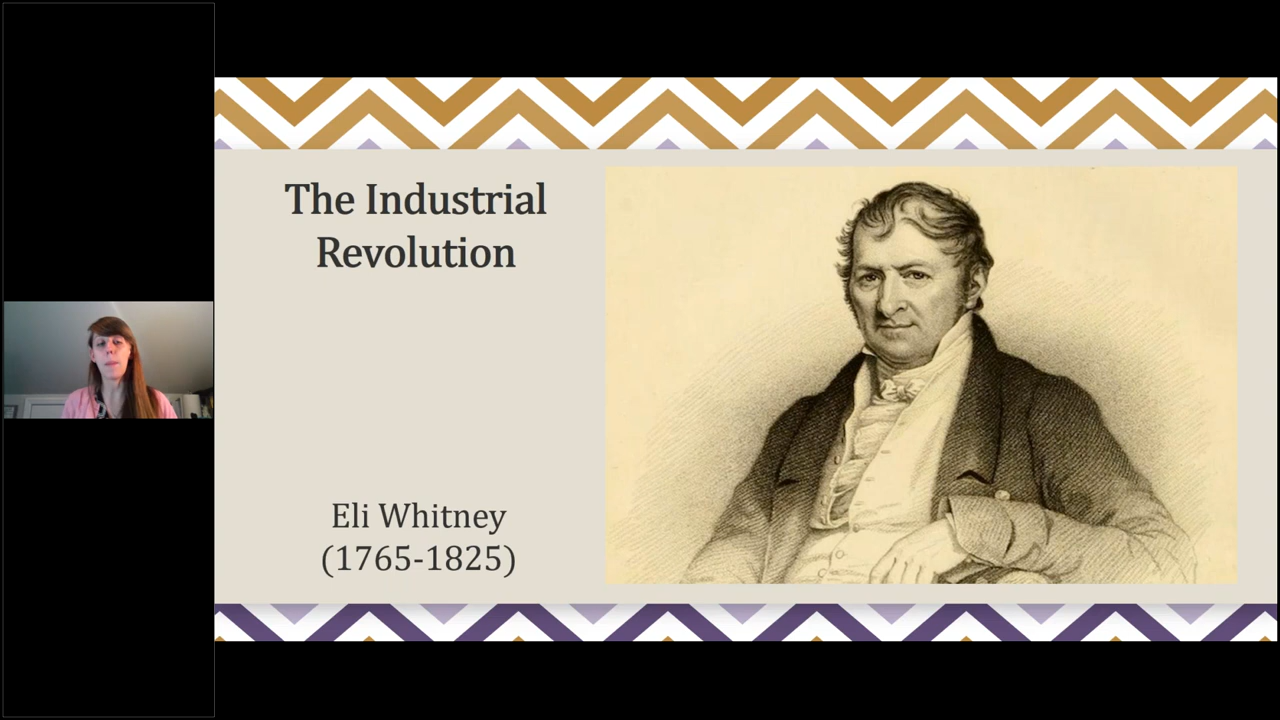 The Industrial
Revolution
Eli Whitney
(1765-1825)